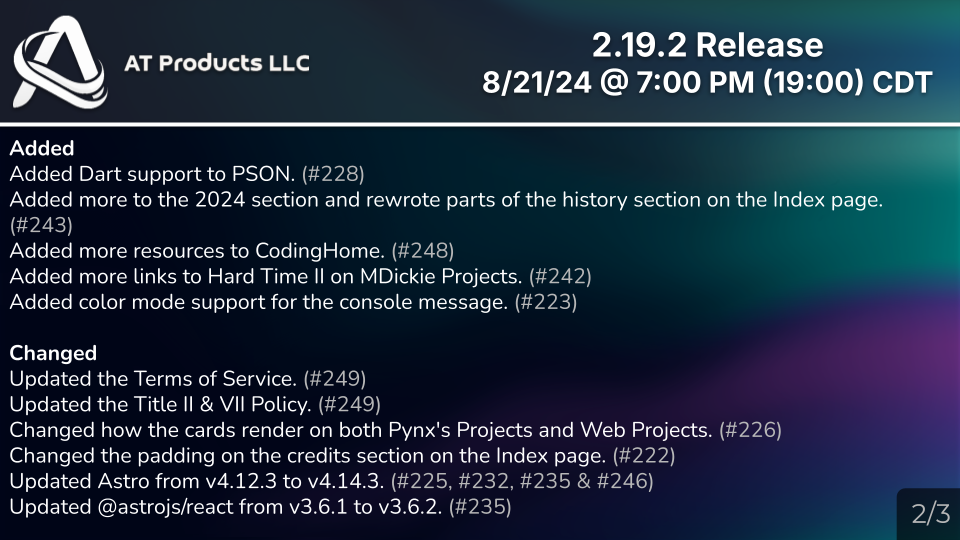 AT Products LLC
2.19.2 Release
8/21/24 @ 7:00 PM (19:00) CDT
Added
Added Dart support to PSON. (#228)
Added more to the 2024 section and rewrote parts of the history section on the Index page.
(#243)
Added more resources to CodingHome. (#248)
Added more links to Hard Time II on MDickie Projects. (#242)
Added color mode support for the console message. (#223)
Changed
Updated the Terms of Service. (#249)
Updated the Title II & VII Policy. (#249)
Changed how the cards render on both Pynx's Projects and Web Projects. (#226)
Changed the padding on the credits section on the Index page. (#222)
Updated Astro from v4.12.3 to v4.14.3. (#225, #232, #235 & #246)
Updated @astrojs/react from v3.6.1 to v3.6.2. (#235)
2/3